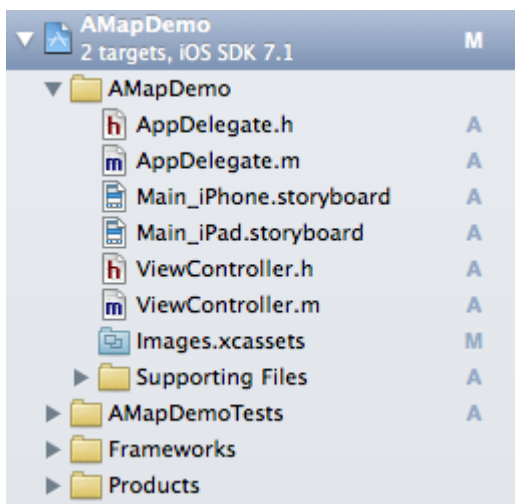 AMapDemo
2 targets, iOS SDK 7.1 M
AMapDemo
h AppDelegate.h A
m AppDelegate.m A
Main_iPhone.storyboard A
Main_iPad.storyboard A
h ViewController.h A
m ViewController.m A
Images.xcassets M
Supporting Files A
AMapDemoTests A
Frameworks
Products